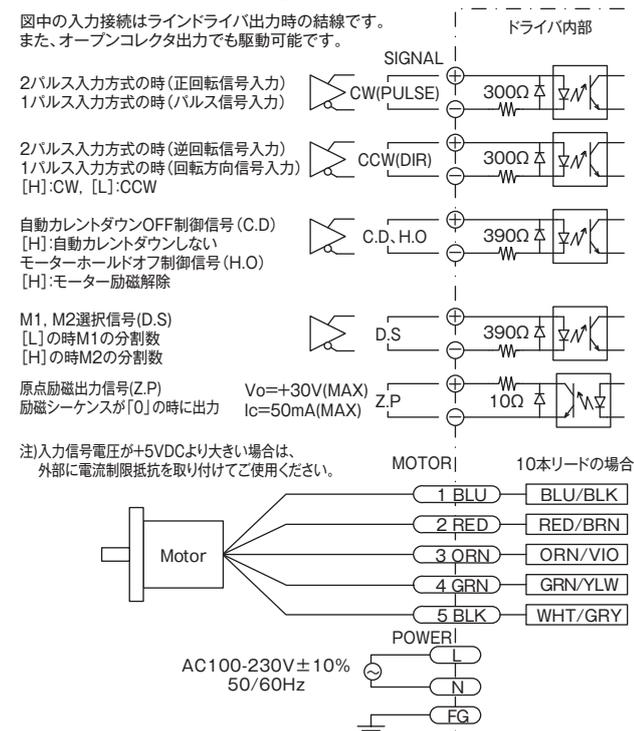 図中の入力接続はラインドライバ出力時の結線です。
また、オープンコレクタ出力でも駆動可能です。
ドライバ内部
SIGNAL
2パルス入力方式の時(正回転信号入力)
1パルス入力方式の時(パルス信号入力)
CW(PULSE)
+
−
300Ω
2パルス入力方式の時(逆回転信号入力)
1パルス入力方式の時(回転方向信号入力)
[H]:CW, [L]:CCW
CCW(DIR)
+
−
300Ω
自動カレントダウンOFF制御信号(C.D)
[H]:自動カレントダウンしない
モーターホールドオフ制御信号(H.O)
[H]:モーター励磁解除
C.D、H.O
+
−
390Ω
M1, M2選択信号(D.S)
[L]の時M1の分割数
[H]の時M2の分割数
D.S
+
−
390Ω
原点励磁出力信号(Z.P)
励磁シーケンスが「0」の時に出力
Vo=+30V(MAX)
Ic=50mA(MAX)
Z.P
+
−
10Ω
注)入力信号電圧が+5VDCより大きい場合は、
外部に電流制限抵抗を取り付けてご使用ください。
MOTOR
10本リードの場合
Motor
1 BLU
BLU/BLK
2 RED
RED/BRN
3 ORN
ORN/VIO
4 GRN
GRN/YLW
5 BLK
WHT/GRY
POWER
AC100-230V±10%
50/60Hz
L
N
FG